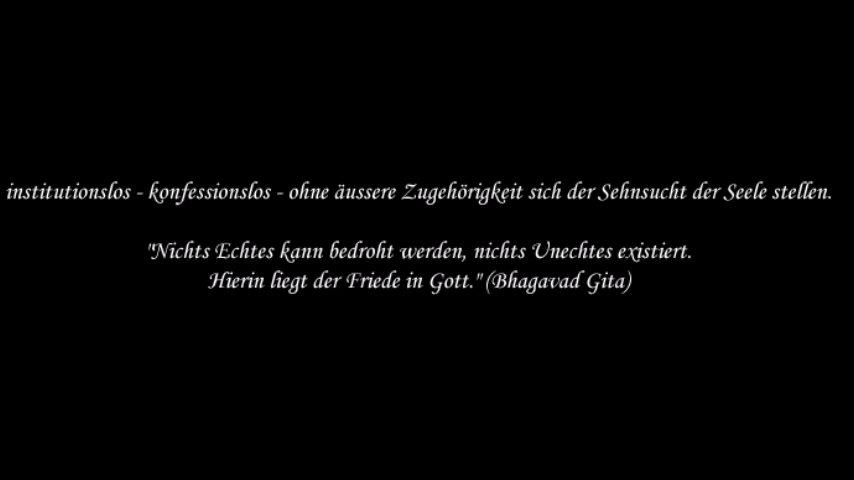 institutionslos - konfessionslos - ohne äussere Zugehörigkeit sich der Sehnsucht der Seele stellen.
"Nichts Echtes kann bedroht werden, nichts Unechtes existiert.
Hierin liegt der Friede in Gott." (Bhagavad Gita)